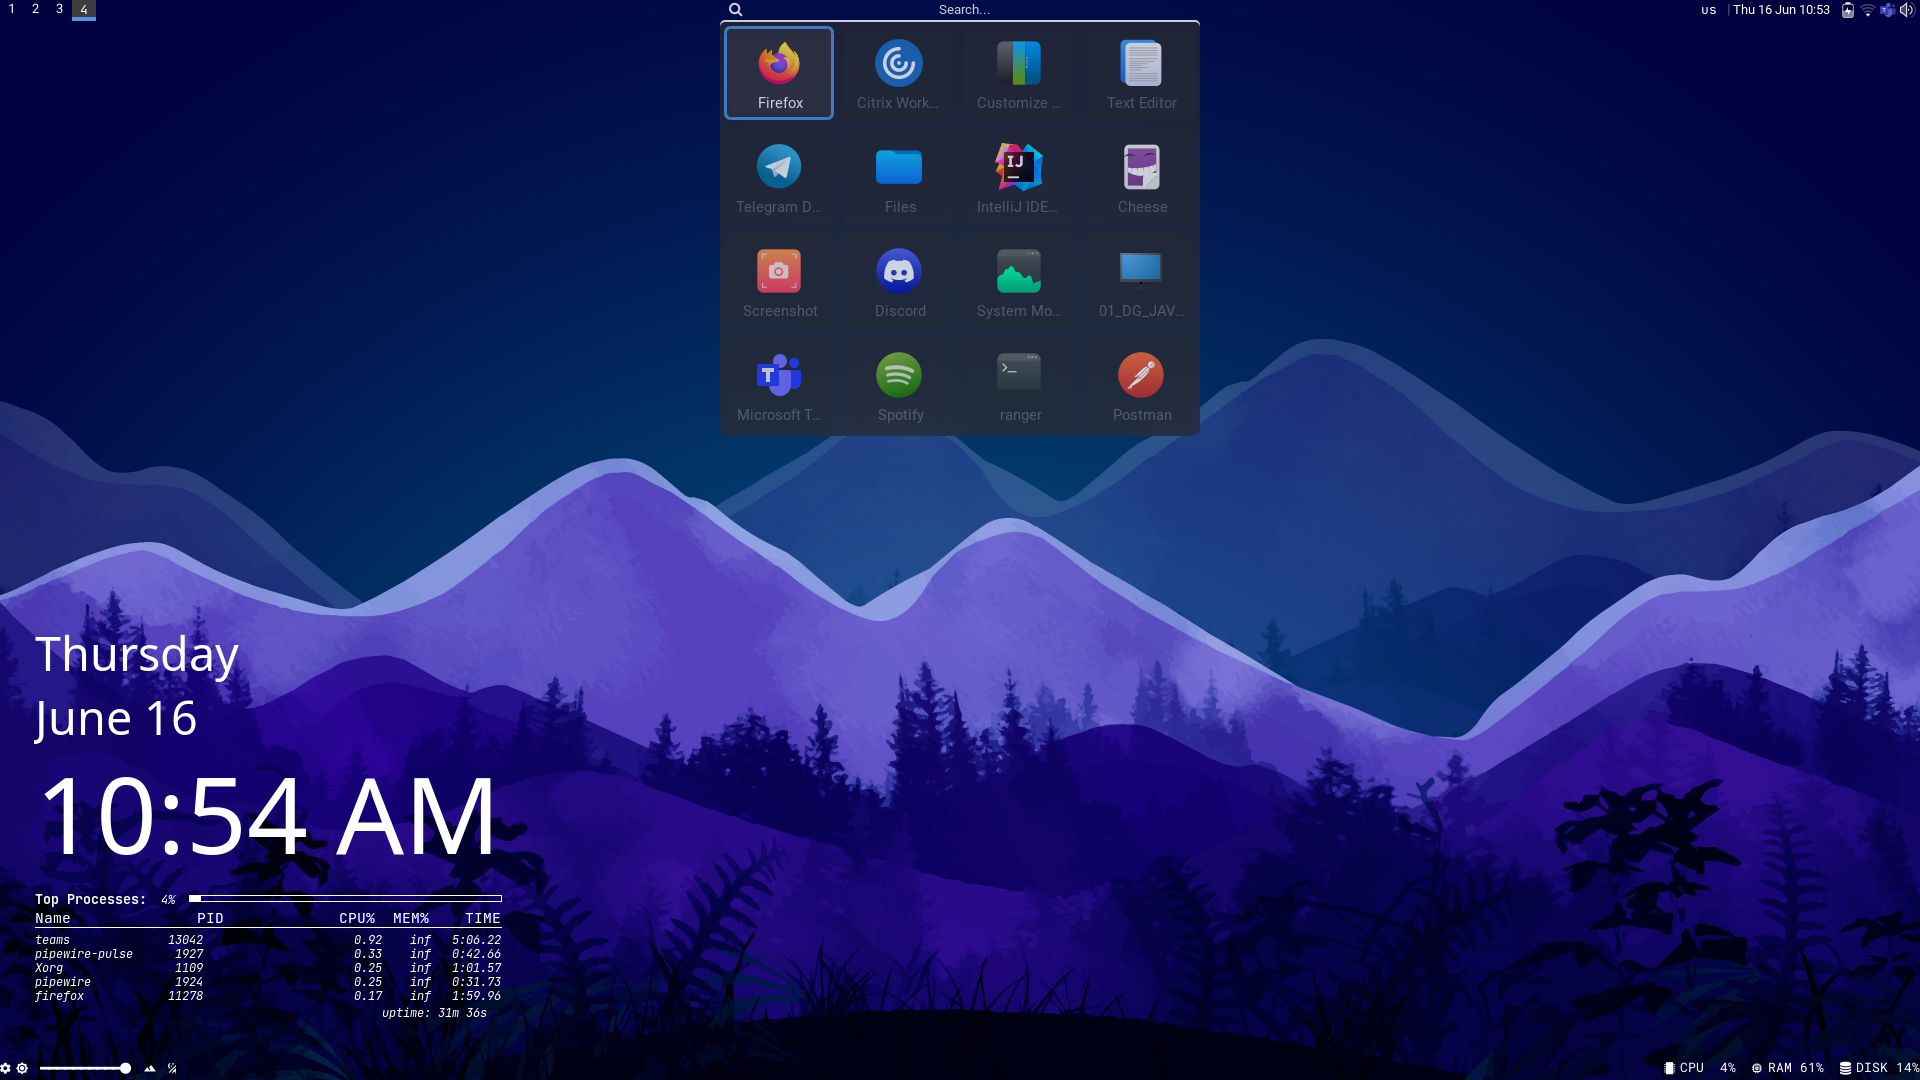 1 2 3 4
Search...
us | Thu 16 Jun 10:53
Firefox
Citrix Work...
Customize ...
Text Editor
Telegram D...
Files
IntelliJ IDE...
Cheese
Screenshot
Discord
System Mo...
01_DG_JAV...
Microsoft T...
Spotify
ranger
Postman
Thursday
June 16
10:54 AM
Top Processes: 4%
Name PID CPU% MEM% TIME
teams 13042 0.92 inf 5:06.22
pipewire-pulse 1927 0.33 inf 0:42.66
Xorg 1109 0.25 inf 1:01.57
pipewire 1924 0.25 inf 0:31.73
firefox 11278 0.17 inf 1:59.96
uptime: 31m 36s
CPU 4% RAM 61% DISK 14%